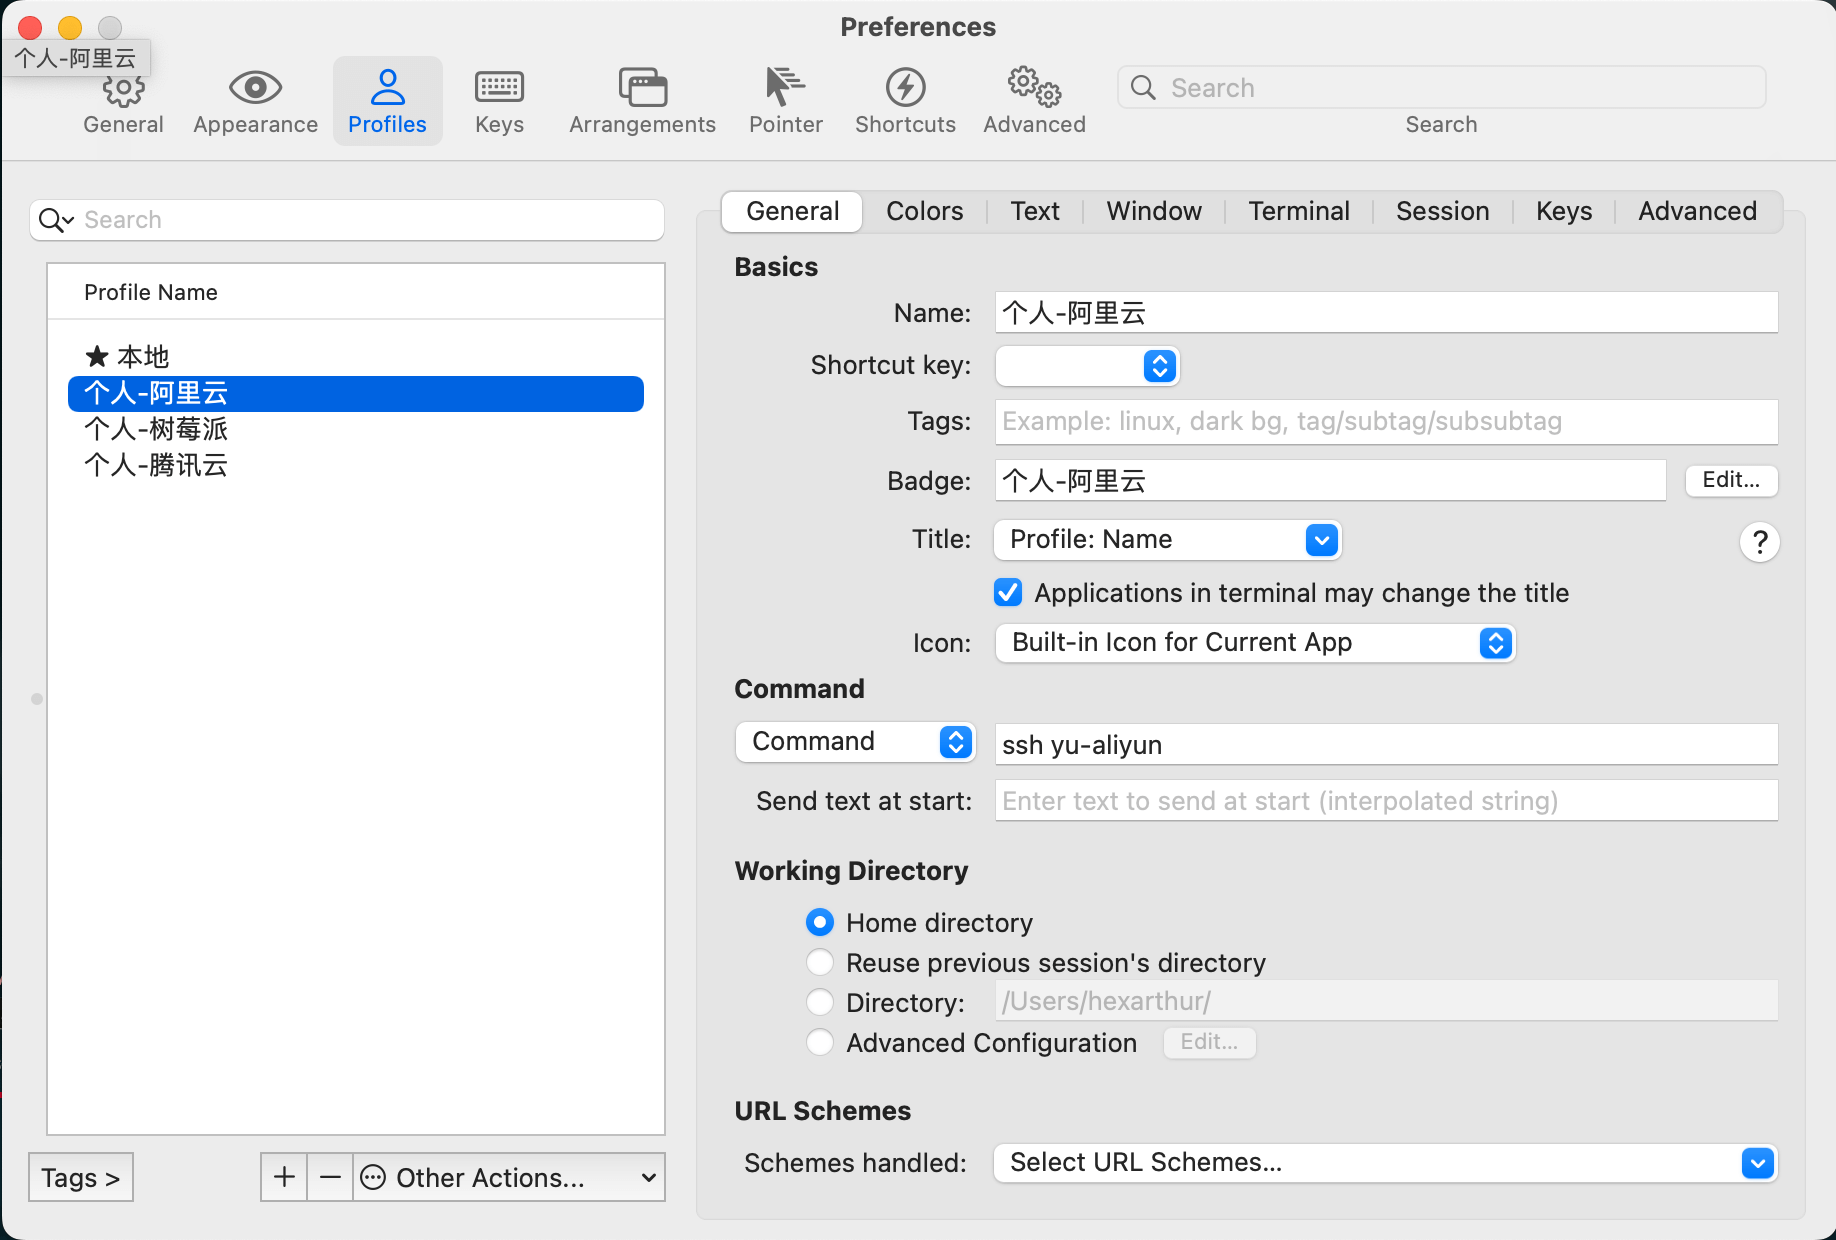 Preferences
个人-阿里云
General
Appearance
Profiles
Keys
Arrangements
Pointer
Shortcuts
Advanced
Search
Search
Search
Profile Name
★ 本地
个人-阿里云
个人-树莓派
个人-腾讯云
Tags >
+
−
Other Actions...
General
Colors
Text
Window
Terminal
Session
Keys
Advanced
Basics
Name: 个人-阿里云
Shortcut key:
Tags: Example: linux, dark bg, tag/subtag/subsubtag
Badge: 个人-阿里云 Edit...
Title: Profile: Name ?
Applications in terminal may change the title
Icon: Built-in Icon for Current App
Command
Command ssh yu-aliyun
Send text at start: Enter text to send at start (interpolated string)
Working Directory
Home directory
Reuse previous session's directory
Directory: /Users/hexarthur/
Advanced Configuration Edit...
URL Schemes
Schemes handled: Select URL Schemes...